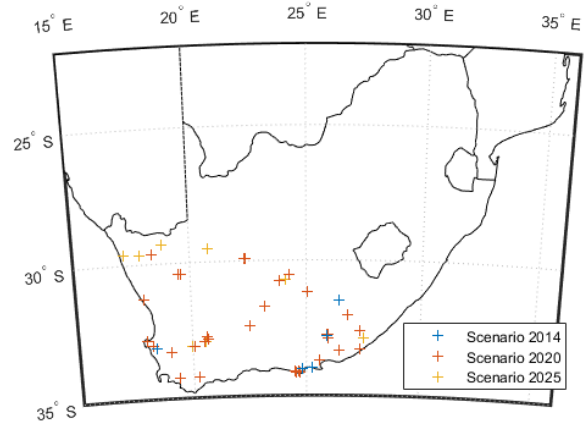 15° E 20° E 25° E 30° E 35° E
25° S
30° S
35° S
Scenario 2014
Scenario 2020
Scenario 2025